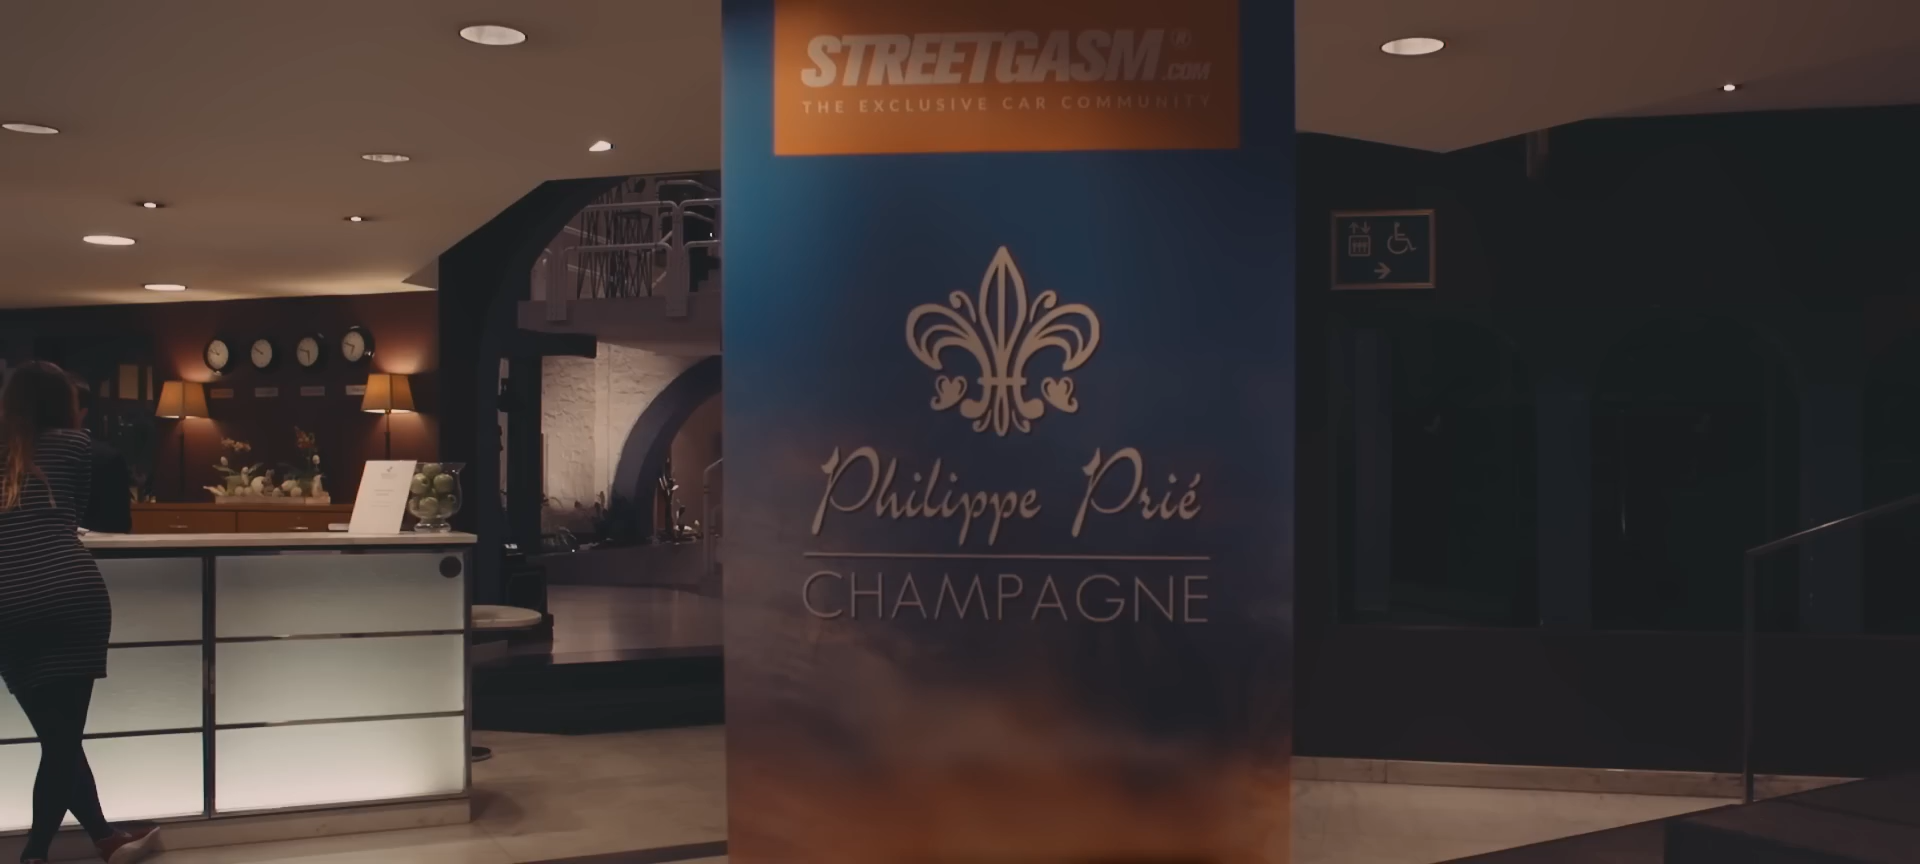 STREETGASM®.COM
THE EXCLUSIVE CAR COMMUNITY
Philippe Prié
CHAMPAGNE